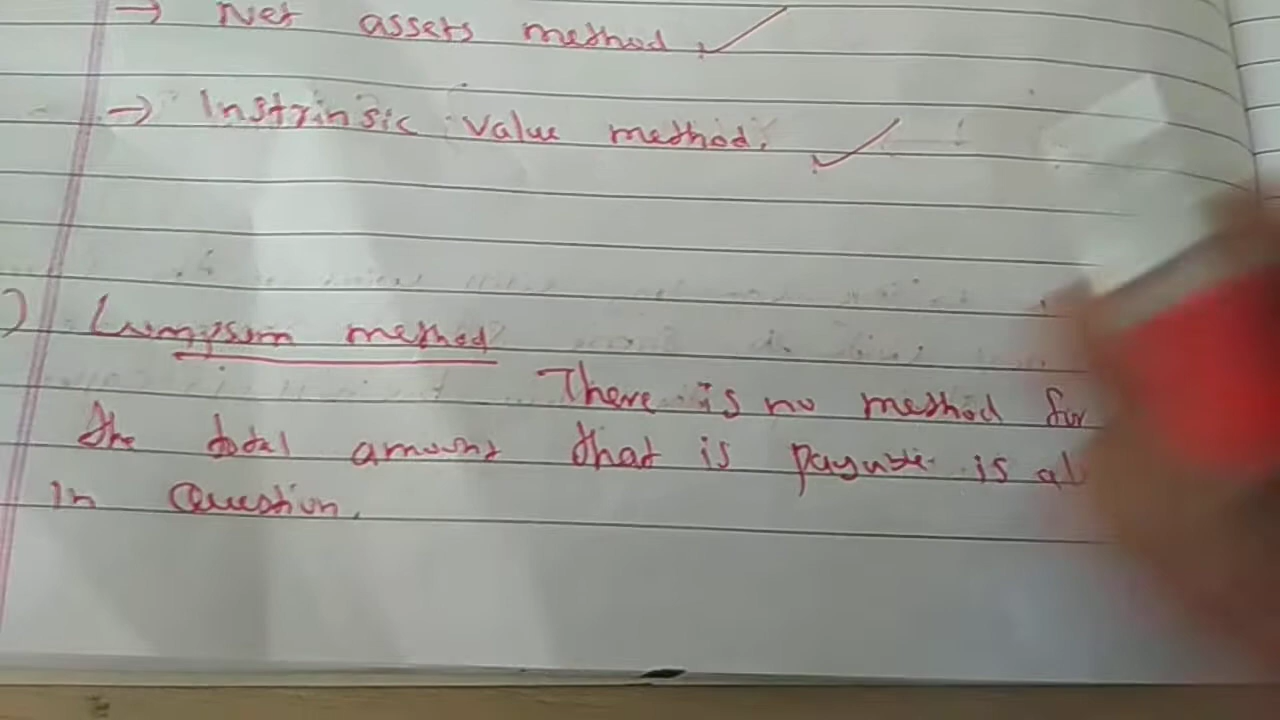 → Net assets method ✓
→ Instrinsic value method. ✓
) Lumpsum method
There is no method for
the total amount that is payable is al
in Question.